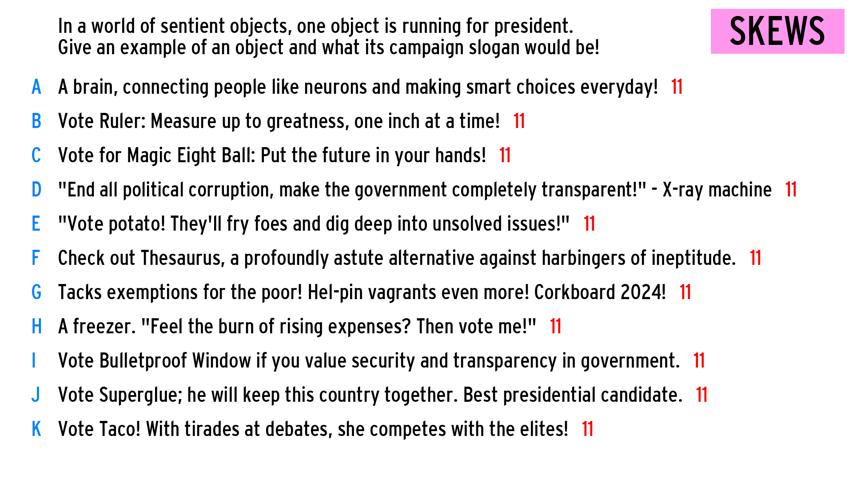 In a world of sentient objects, one object is running for president.
Give an example of an object and what its campaign slogan would be!
SKEWS
A A brain, connecting people like neurons and making smart choices everyday! 11
B Vote Ruler: Measure up to greatness, one inch at a time! 11
C Vote for Magic Eight Ball: Put the future in your hands! 11
D "End all political corruption, make the government completely transparent!" - X-ray machine 11
E "Vote potato! They'll fry foes and dig deep into unsolved issues!" 11
F Check out Thesaurus, a profoundly astute alternative against harbingers of ineptitude. 11
G Tacks exemptions for the poor! Hel-pin vagrants even more! Corkboard 2024! 11
H A freezer. "Feel the burn of rising expenses? Then vote me!" 11
I Vote Bulletproof Window if you value security and transparency in government. 11
J Vote Superglue; he will keep this country together. Best presidential candidate. 11
K Vote Taco! With tirades at debates, she competes with the elites! 11